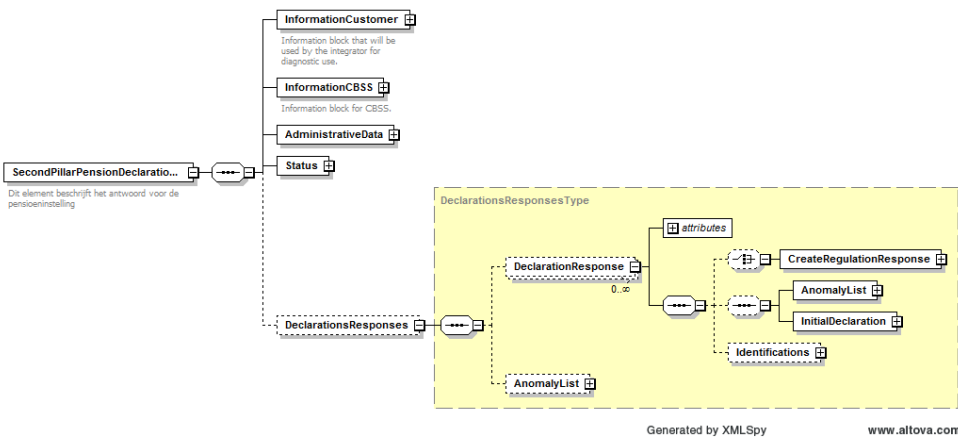 InformationCustomer
Information block that will be
used by the integrator for
diagnostic use.
InformationCBSS
Information block for CBSS.
AdministrativeData
Status
SecondPillarPensionDeclaratio...
Dit element beschrijft het antwoord voor de
pensioeninstelling
DeclarationsResponsesType
attributes
DeclarationResponse
0..∞
CreateRegulationResponse
AnomalyList
InitialDeclaration
DeclarationsResponses
Identifications
AnomalyList
Generated by XMLSpy
www.altova.com